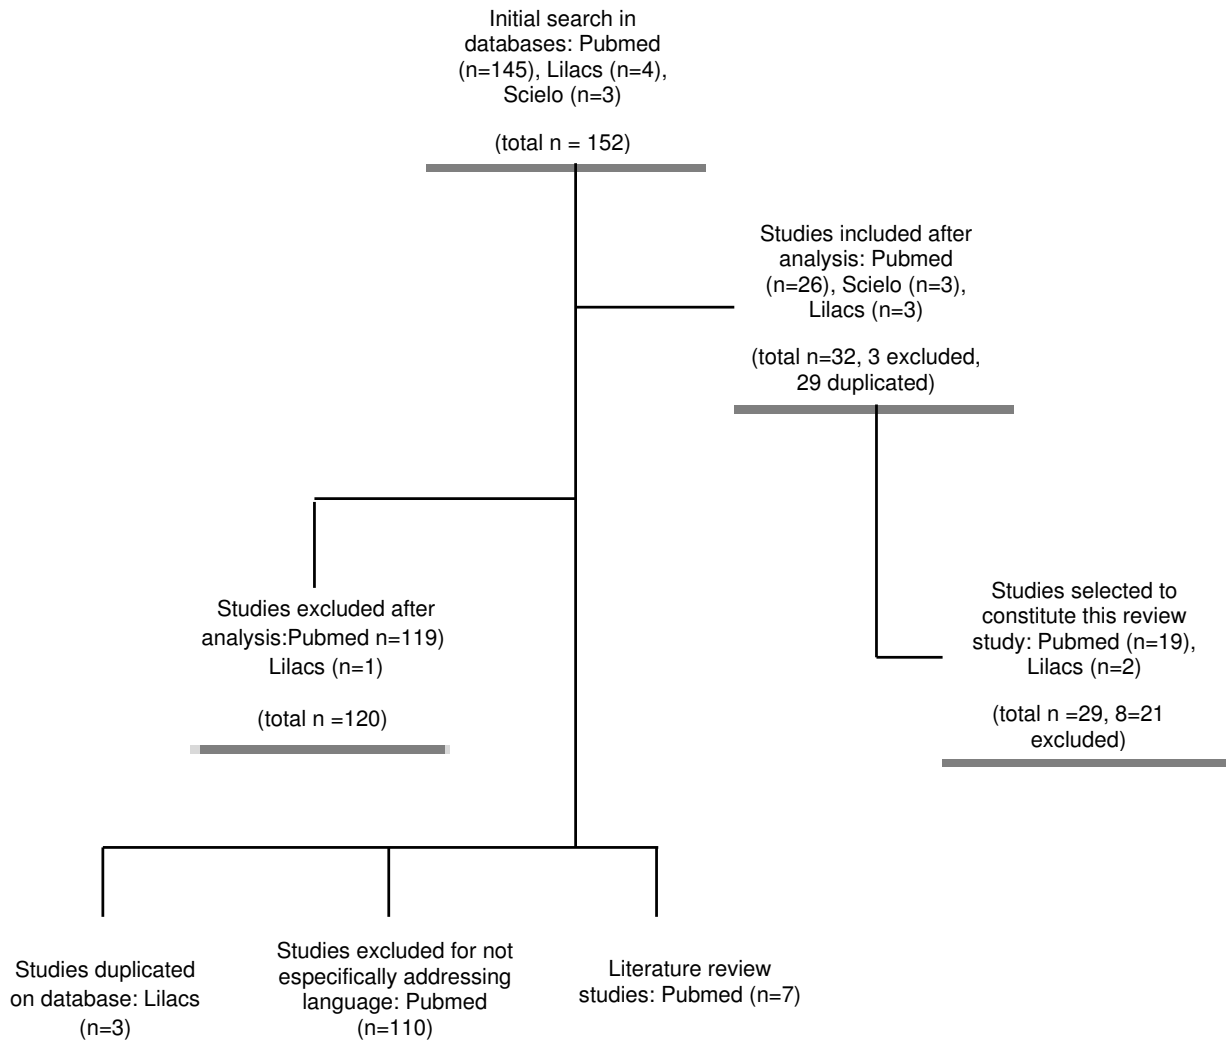 Initial search in
databases: Pubmed
(n=145), Lilacs (n=4),
Scielo (n=3)
(total n = 152)
Studies included after
analysis: Pubmed
(n=26), Scielo (n=3),
Lilacs (n=3)
(total n=32, 3 excluded,
29 duplicated)
Studies excluded after
analysis:Pubmed n=119)
Lilacs (n=1)
(total n =120)
Studies selected to
constitute this review
study: Pubmed (n=19),
Lilacs (n=2)
(total n =29, 8=21
excluded)
Studies duplicated
on database: Lilacs
(n=3)
Studies excluded for not
especifically addressing
language: Pubmed
(n=110)
Literature review
studies: Pubmed (n=7)